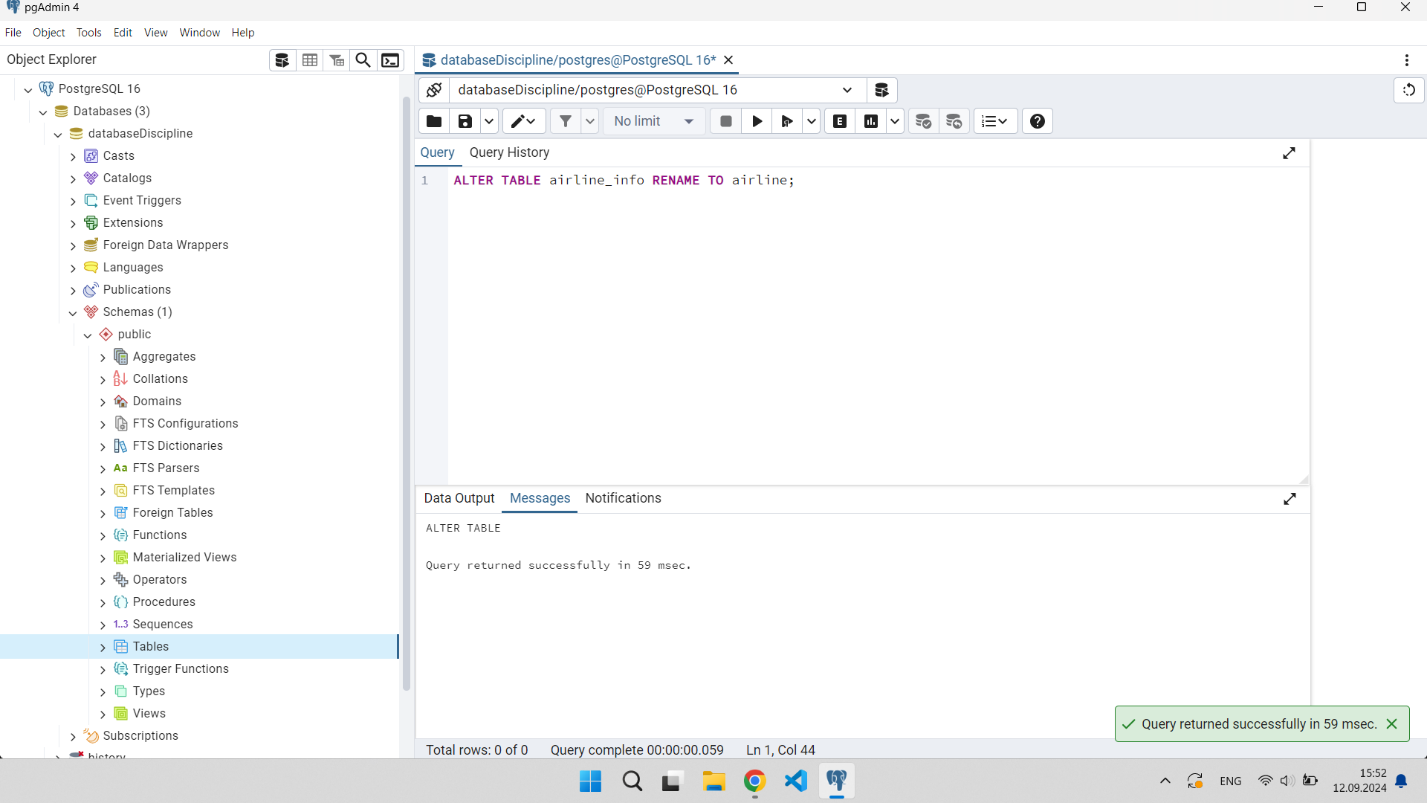 pgAdmin 4
File Object Tools Edit View Window Help
Object Explorer
PostgreSQL 16
Databases (3)
databaseDiscipline
Casts
Catalogs
Event Triggers
Extensions
Foreign Data Wrappers
Languages
Publications
Schemas (1)
public
Aggregates
Collations
Domains
FTS Configurations
FTS Dictionaries
Aa FTS Parsers
FTS Templates
Foreign Tables
Functions
Materialized Views
Operators
Procedures
1..3 Sequences
Tables
Trigger Functions
Types
Views
Subscriptions
history
databaseDiscipline/postgres@PostgreSQL 16*
databaseDiscipline/postgres@PostgreSQL 16
No limit
E
Query Query History
1 ALTER TABLE airline_info RENAME TO airline;
Data Output Messages Notifications
ALTER TABLE
Query returned successfully in 59 msec.
Query returned successfully in 59 msec.
Total rows: 0 of 0 Query complete 00:00:00.059 Ln 1, Col 44
ENG
15:52
12.09.2024